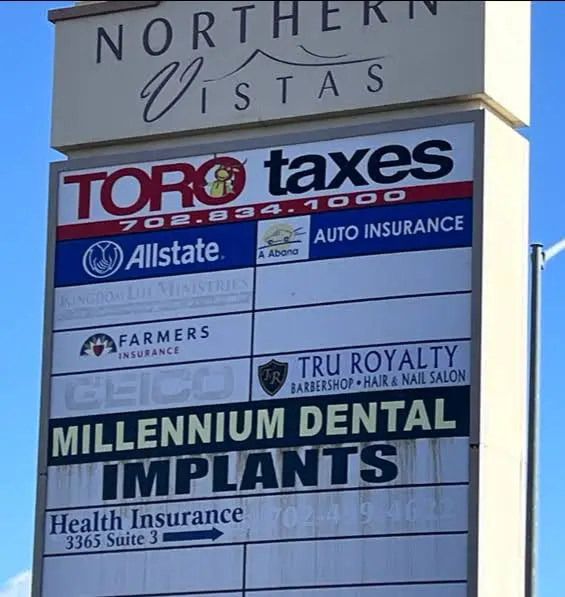 NORTHERN
VISTAS
TORO taxes
702.834.1000
Allstate
A Abana AUTO INSURANCE
KINGDOM LIFE MINISTRIES
FARMERS
INSURANCE
GEICO
TR TRU ROYALTY
BARBERSHOP • HAIR & NAIL SALON
MILLENNIUM DENTAL
IMPLANTS
Health Insurance
3365 Suite 3